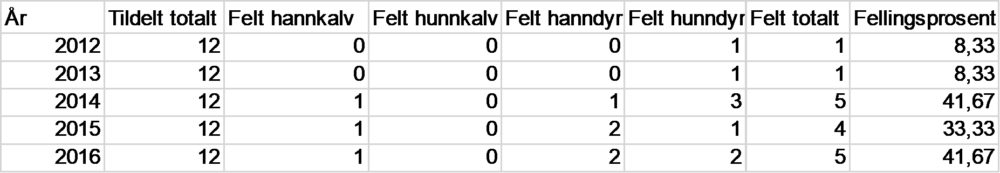 År Tildelt totalt Felt hannkalv Felt hunnkalv Felt hanndyr Felt hunndyr Felt totalt Fellingsprosent
2012 12 0 0 0 1 1 8,33
2013 12 0 0 0 1 1 8,33
2014 12 1 0 1 3 5 41,67
2015 12 1 0 2 1 4 33,33
2016 12 1 0 2 2 5 41,67